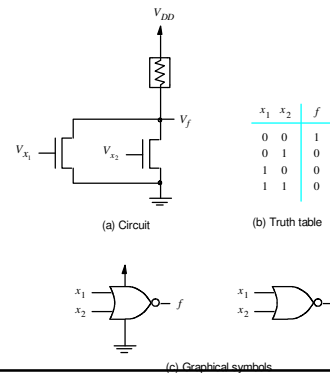 V_DD
V_f
V_x1 V_x2
x1 x2 f
0 0 1
0 1 0
1 0 0
1 1 0
(a) Circuit
(b) Truth table
x1
x2
f
x1
x2
(c) Graphical symbols